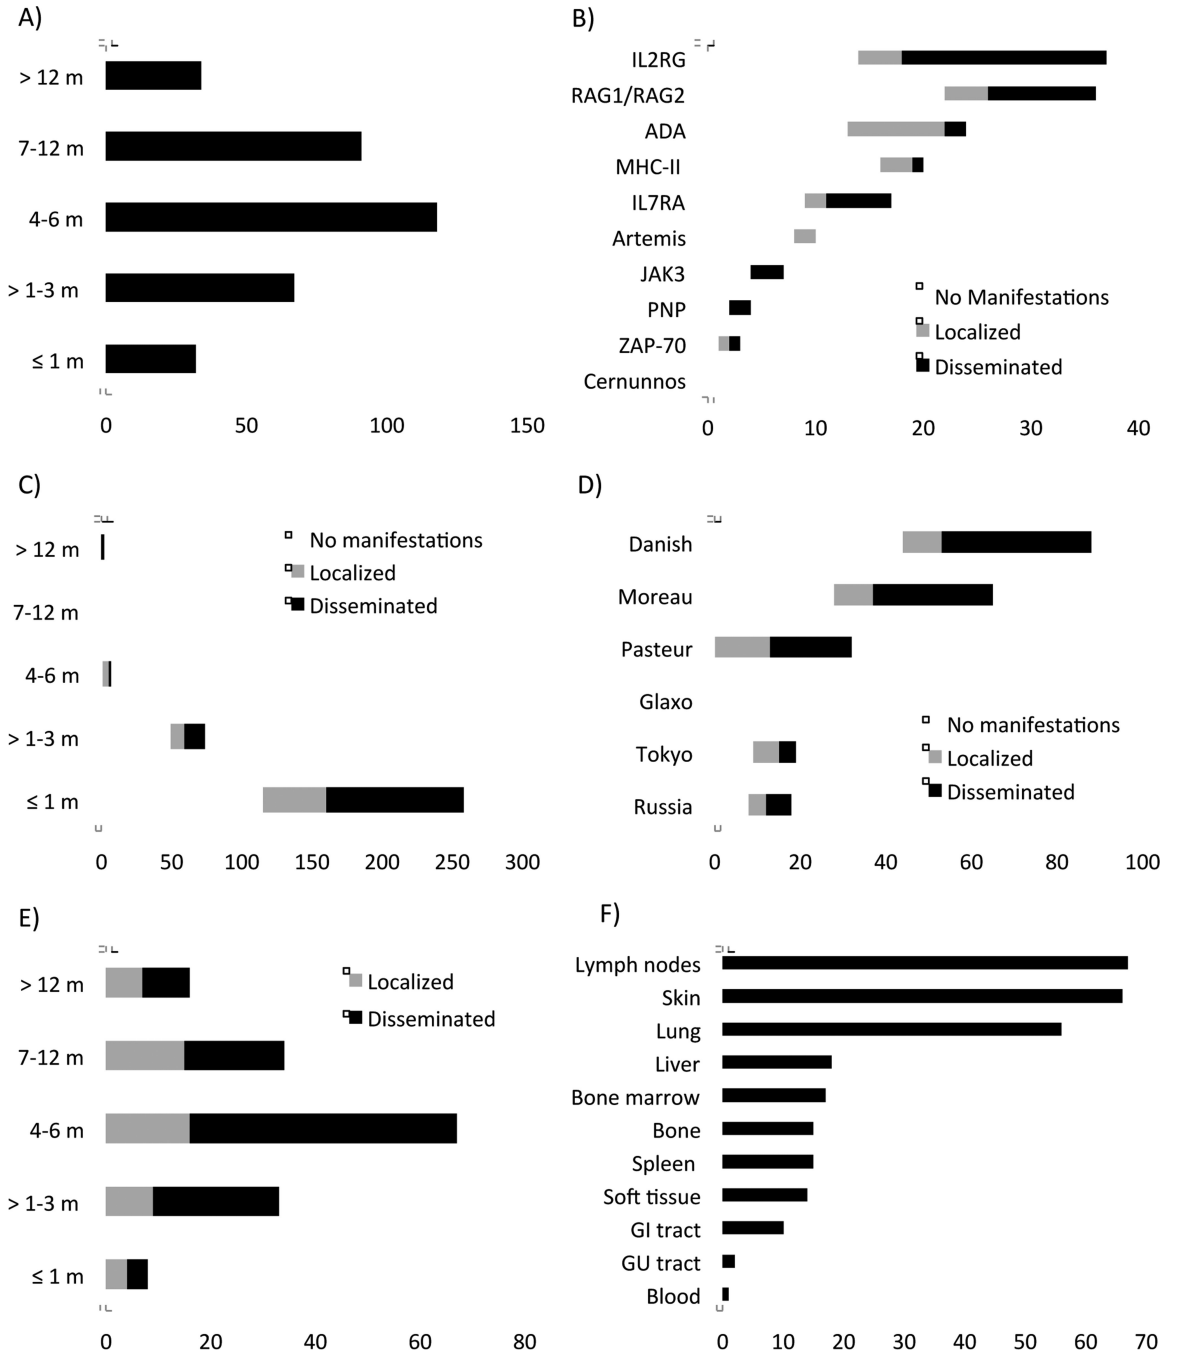 A)
> 12 m
7-12 m
4-6 m
> 1-3 m
≤ 1 m
0 50 100 150
B)
IL2RG
RAG1/RAG2
ADA
MHC-II
IL7RA
Artemis
JAK3
PNP
ZAP-70
Cernunnos
No Manifestations
Localized
Disseminated
0 10 20 30 40
C)
> 12 m
7-12 m
4-6 m
> 1-3 m
≤ 1 m
No manifestations
Localized
Disseminated
0 50 100 150 200 250 300
D)
Danish
Moreau
Pasteur
Glaxo
Tokyo
Russia
No manifestations
Localized
Disseminated
0 20 40 60 80 100
E)
> 12 m
7-12 m
4-6 m
> 1-3 m
≤ 1 m
Localized
Disseminated
0 20 40 60 80
F)
Lymph nodes
Skin
Lung
Liver
Bone marrow
Bone
Spleen
Soft tissue
GI tract
GU tract
Blood
0 10 20 30 40 50 60 70